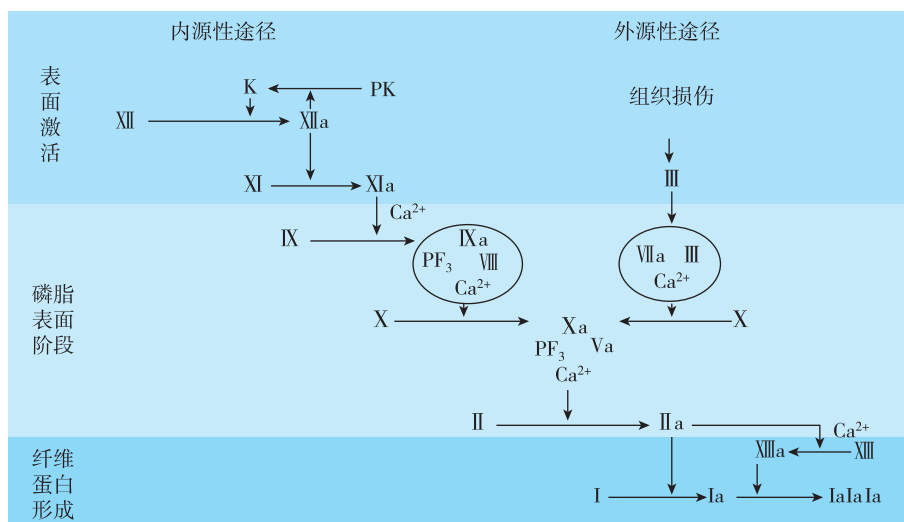 内源性途径
外源性途径
表面激活
K
PK
组织损伤
Ⅻ
Ⅻa
Ⅲ
Ⅺ
Ⅺa
Ca²⁺
Ⅸ
Ⅸa
PF₃
Ⅷ
Ca²⁺
Ⅶa
Ⅲ
Ca²⁺
磷脂
表面
阶段
Ⅹ
Ⅹa
Ⅹ
PF₃
Ⅴa
Ca²⁺
Ⅱ
Ⅱa
Ca²⁺
纤维
蛋白
形成
XⅢa
XⅢ
Ⅰ
Ⅰa
ⅠaⅠaⅠa